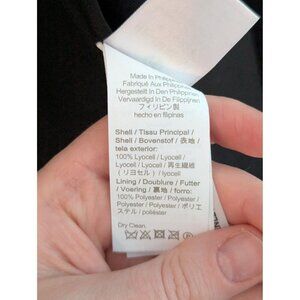 Made In Philippines
Fabriqué Aux Philippines
Hergestellt In Den Philippinen
Vervaardigd In De Filippijnen
フィリピン製
hecho en filipinas
Shell / Tissu Principal /
Shell / Bovenstof / 表地 /
tela exterior:
100% Lyocell / Lyocell /
Lyocell / Lyocell / 再生繊維
(リヨセル) / lyocell
Lining / Doublure / Futter
/ Voering / 裏地 / forro:
100% Polyester / Polyester /
Polyester / Polyester / ポリエ
ステル / poliéster
Dry Clean.